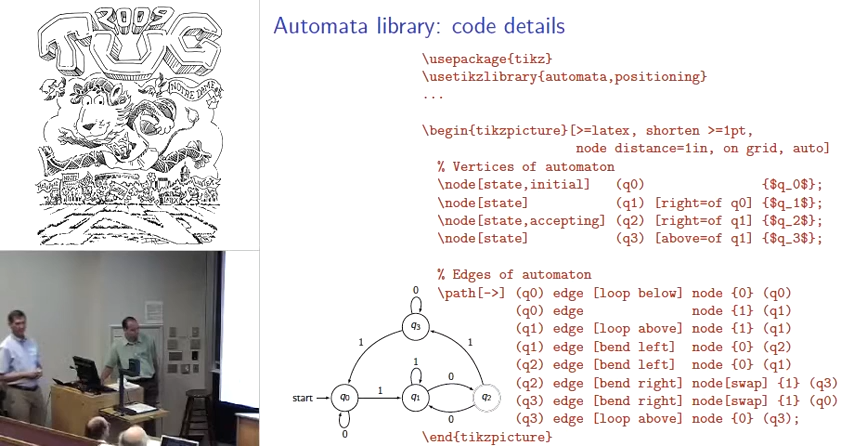 2009
TUG
NOTRE DAME
Automata library: code details
\usepackage{tikz}
\usetikzlibrary{automata,positioning}
...
\begin{tikzpicture}[>=latex, shorten >=1pt,
node distance=1in, on grid, auto]
% Vertices of automaton
\node[state,initial] (q0) {$q_0$};
\node[state] (q1) [right=of q0] {$q_1$};
\node[state,accepting] (q2) [right=of q1] {$q_2$};
\node[state] (q3) [above=of q1] {$q_3$};
% Edges of automaton
\path[->] (q0) edge [loop below] node {0} (q0)
(q0) edge node {1} (q1)
(q1) edge [loop above] node {1} (q1)
(q1) edge [bend left] node {0} (q2)
(q2) edge [bend left] node {0} (q1)
(q2) edge [bend right] node[swap] {1} (q3)
(q3) edge [bend right] node[swap] {1} (q0)
(q3) edge [loop above] node {0} (q3);
\end{tikzpicture}
0
q3
1
1
1
0
start
q0
1
q1
q2
0
0